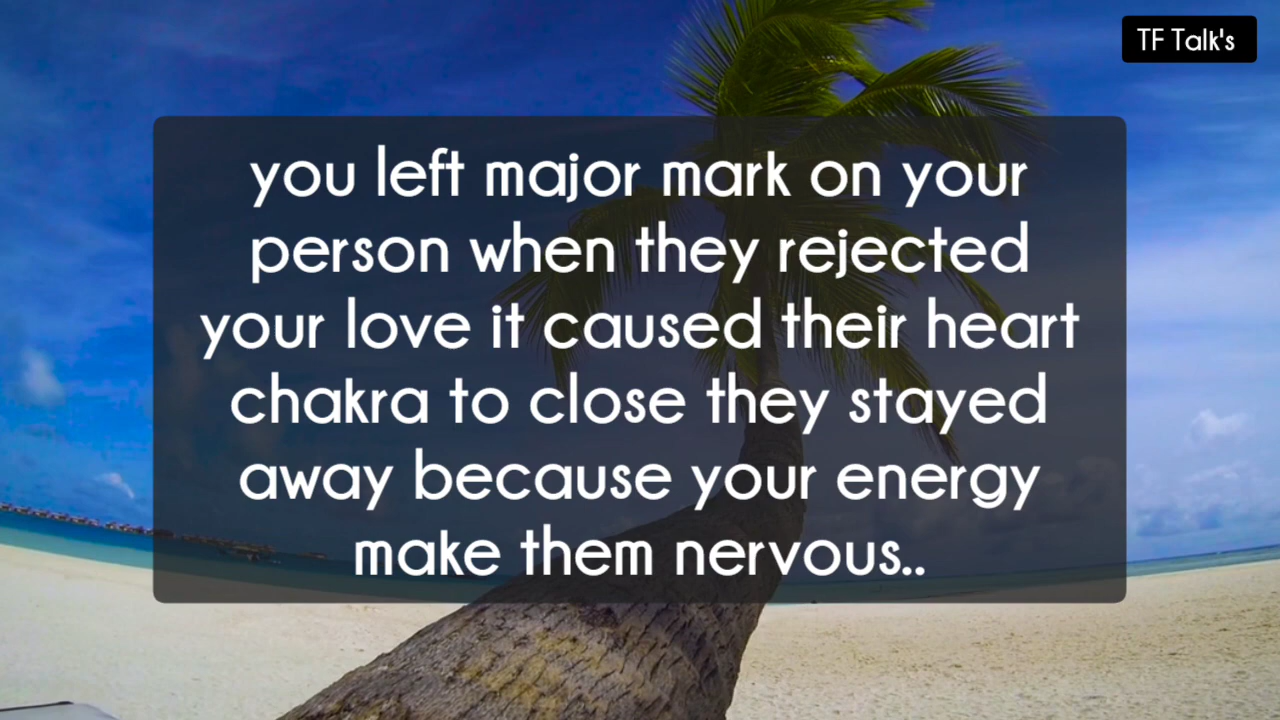 TF Talk's
you left major mark on your
person when they rejected
your love it caused their heart
chakra to close they stayed
away because your energy
make them nervous..